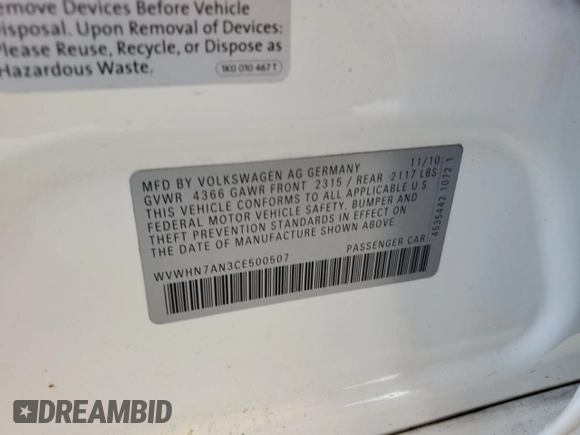 emove Devices Before Vehicle
isposal. Upon Removal of Devices:
Please Reuse, Recycle, or Dispose as
Hazardous Waste.
1K0 010 467 T
MFD BY VOLKSWAGEN AG GERMANY 11/10
GVWR 4366 GAWR FRONT 2315 / REAR 2117 LBS
THIS VEHICLE CONFORMS TO ALL APPLICABLE U.S.
FEDERAL MOTOR VEHICLE SAFETY, BUMPER AND
THEFT PREVENTION STANDARDS IN EFFECT ON
THE DATE OF MANUFACTURE SHOWN ABOVE.
WVWHN7AN3CE500507 PASSENGER CAR
4535442 1072 1
DREAMBID